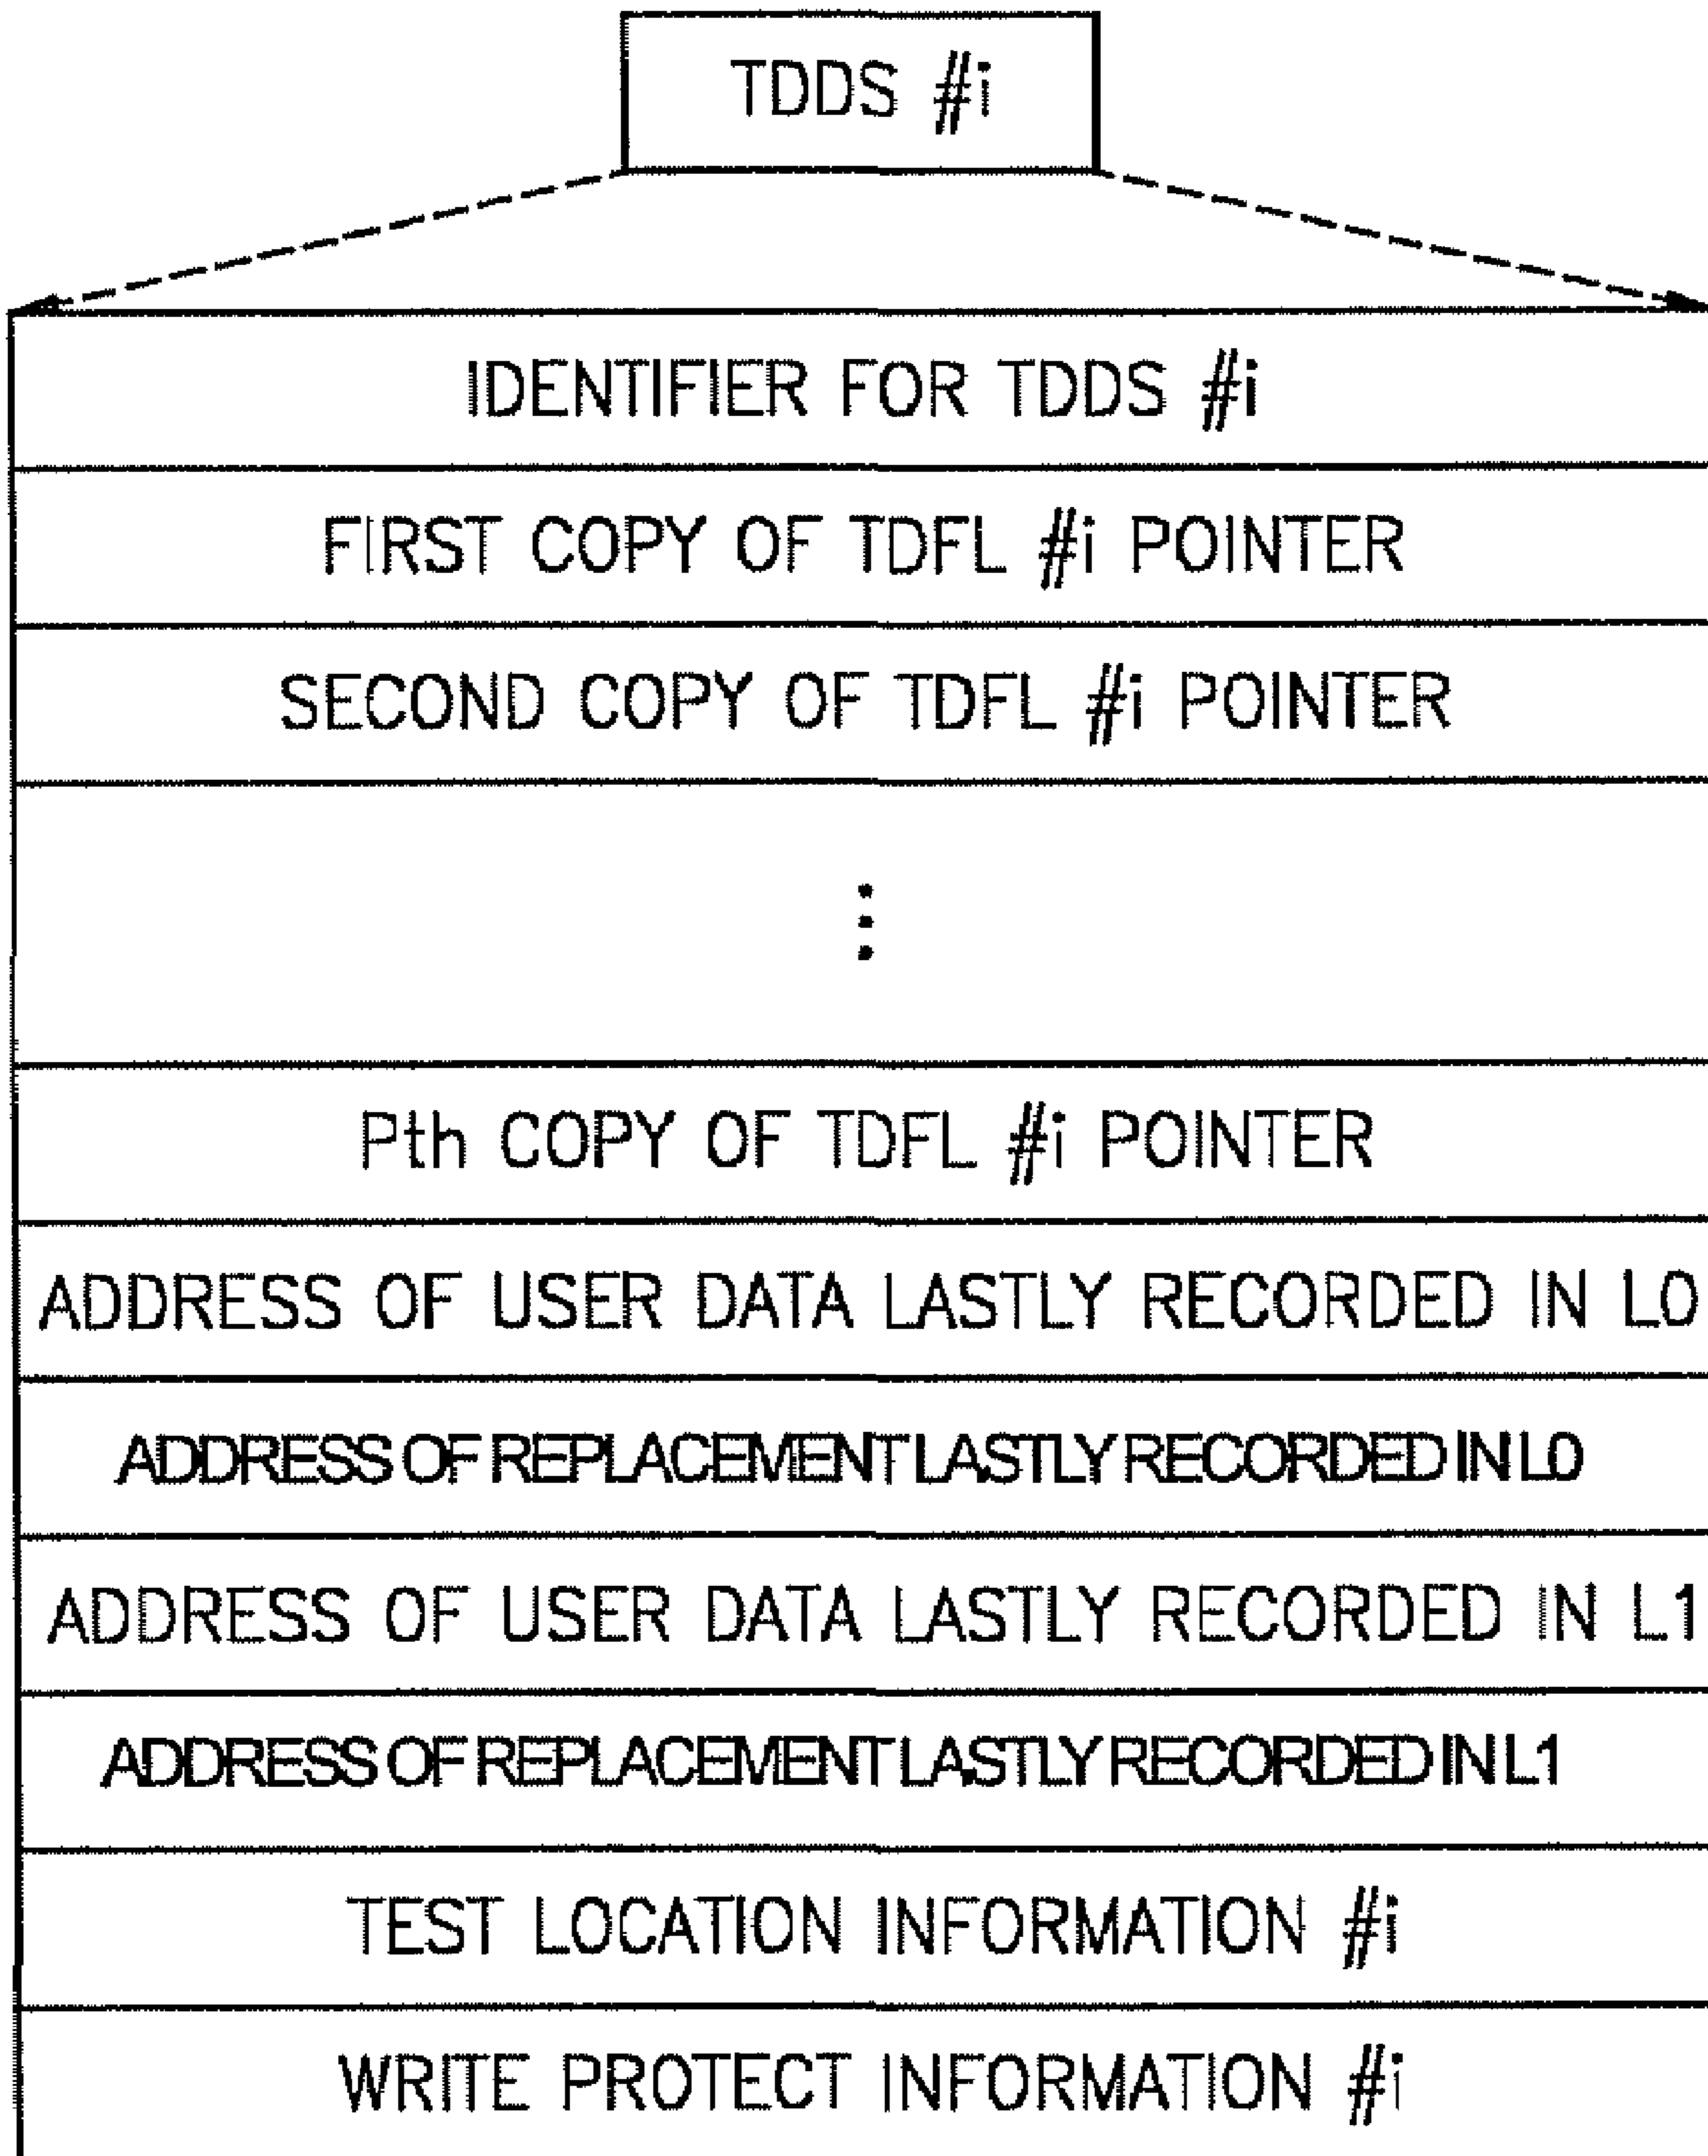 TDDS #i
IDENTIFIER FOR TDDS #i
FIRST COPY OF TDFL #i POINTER
SECOND COPY OF TDFL #i POINTER
⋮
Pth COPY OF TDFL #i POINTER
ADDRESS OF USER DATA LASTLY RECORDED IN L0
ADDRESS OF REPLACEMENT LASTLY RECORDED IN L0
ADDRESS OF USER DATA LASTLY RECORDED IN L1
ADDRESS OF REPLACEMENT LASTLY RECORDED IN L1
TEST LOCATION INFORMATION #i
WRITE PROTECT INFORMATION #i